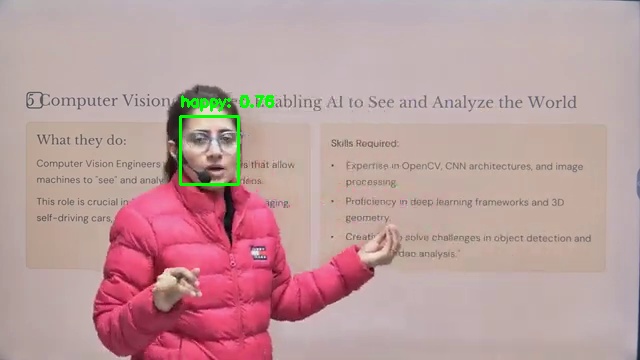 happy: 0.76
5 Computer Vision abling AI to See and Analyze the World
What they do:
Computer Vision Engineers es that allow
machines to "see" and analy deos.
This role is crucial in aging,
self-driving cars,
Skills Required:
• Expertise in OpenCV, CNN architectures, and image
processing.
• Proficiency in deep learning frameworks and 3D
geometry.
• Creati solve challenges in object detection and
deo analysis."